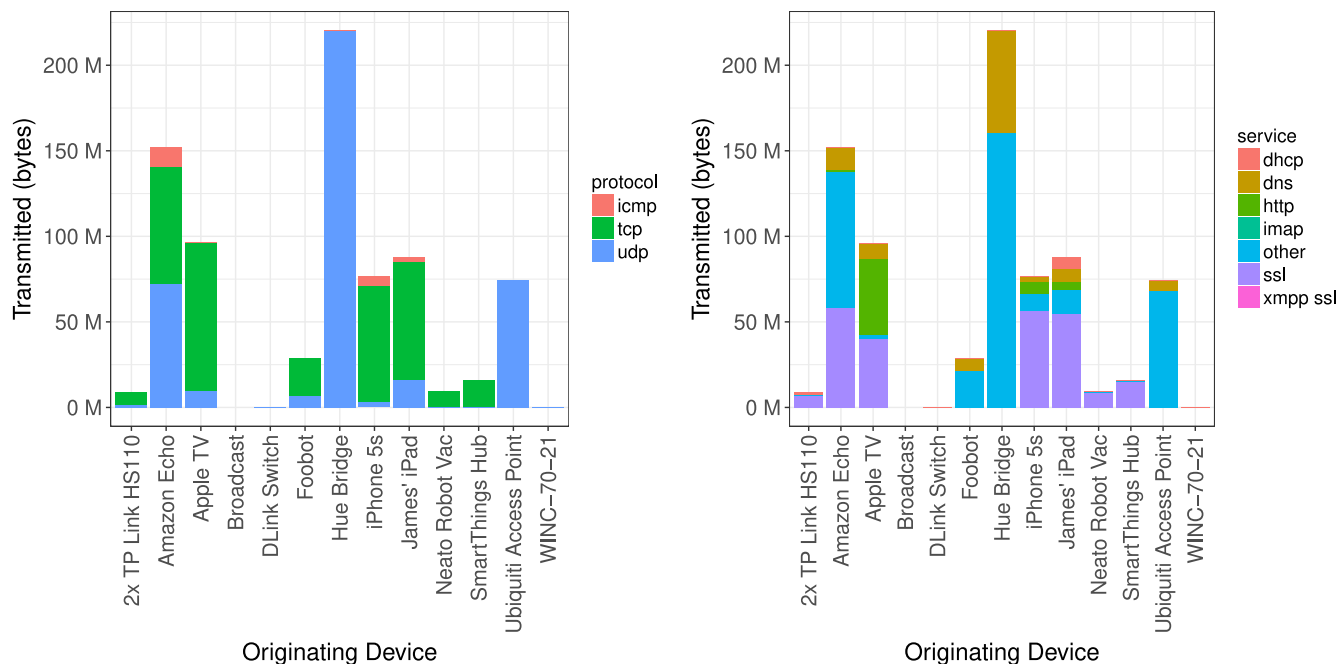 Transmitted (bytes)
200 M
150 M
100 M
50 M
0 M
2x TP Link HS110
Amazon Echo
Apple TV
Broadcast
DLink Switch
Foobot
Hue Bridge
iPhone 5s
James' iPad
Neato Robot Vac
SmartThings Hub
Ubiquiti Access Point
WINC-70-21
Originating Device
protocol
icmp
tcp
udp
Transmitted (bytes)
200 M
150 M
100 M
50 M
0 M
2x TP Link HS110
Amazon Echo
Apple TV
Broadcast
DLink Switch
Foobot
Hue Bridge
iPhone 5s
James' iPad
Neato Robot Vac
SmartThings Hub
Ubiquiti Access Point
WINC-70-21
Originating Device
service
dhcp
dns
http
imap
other
ssl
xmpp ssl